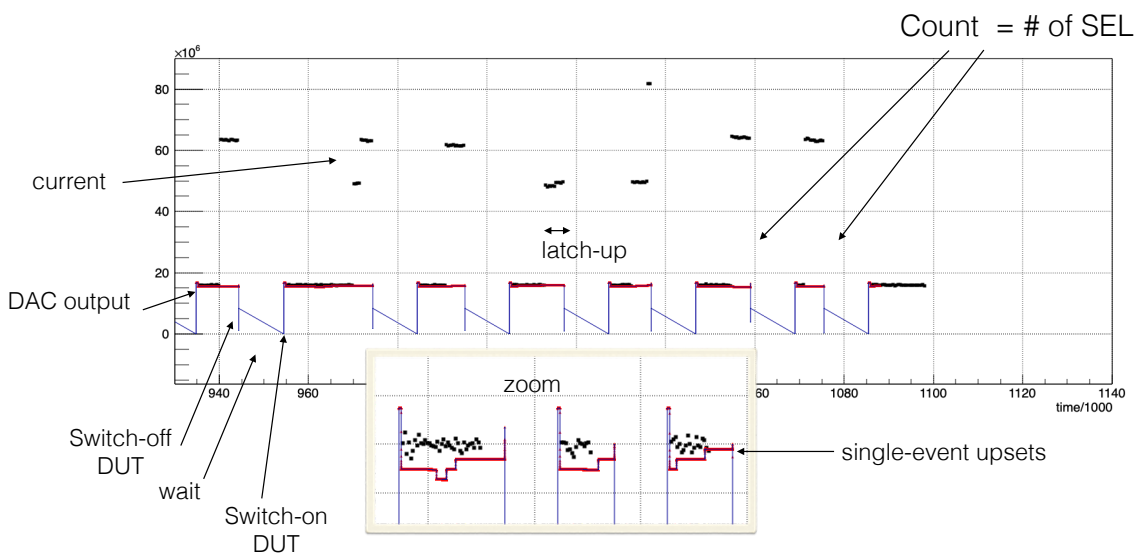 Count = # of SEL
×10⁶
80
60
current
40
latch-up
20
DAC output
0
zoom
940
960
60
1080
1100
1120
1140
time/1000
Switch-off
DUT
single-event upsets
wait
Switch-on
DUT